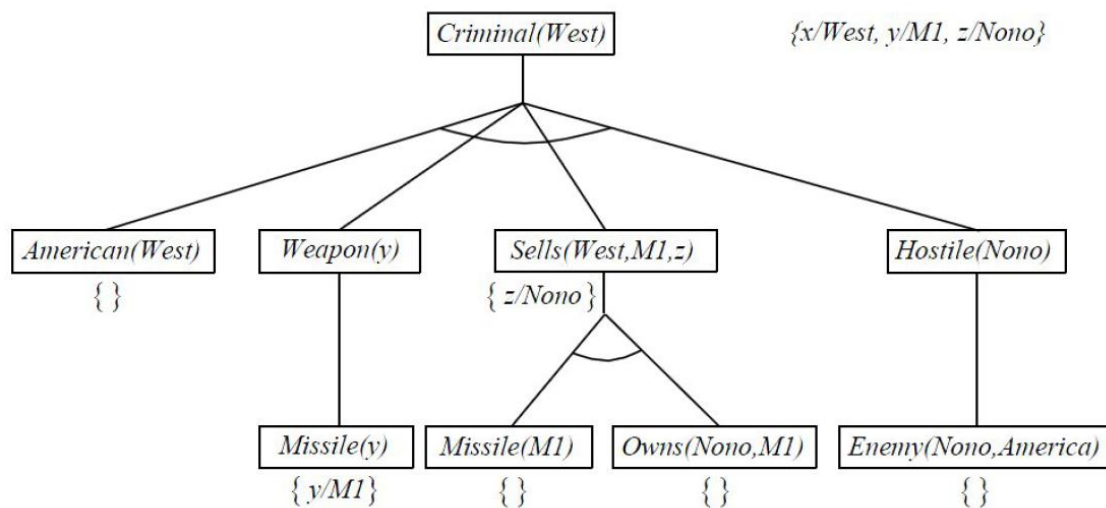 Criminal(West)
{x/West, y/M1, z/Nono}
American(West)
Weapon(y)
Sells(West,M1,z)
Hostile(Nono)
{ }
{ z/Nono }
Missile(y)
Missile(M1)
Owns(Nono,M1)
Enemy(Nono,America)
{ y/M1}
{ }
{ }
{ }